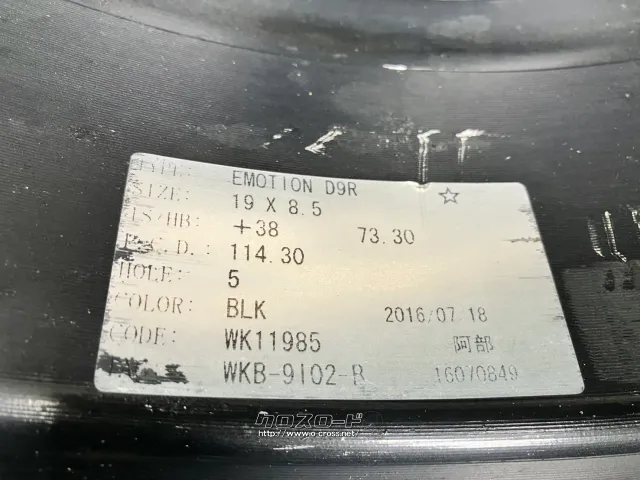 TYPE: EMOTION D9R ☆
SIZE: 19 X 8.5
IS/HB: +38 73.30
P.C.D.: 114.30
HOLE: 5
COLOR: BLK 2016/07/18
CODE: WK11985 阿部
WKB-9102-R 16070849
クロスロード
http://www.o-cross.net/